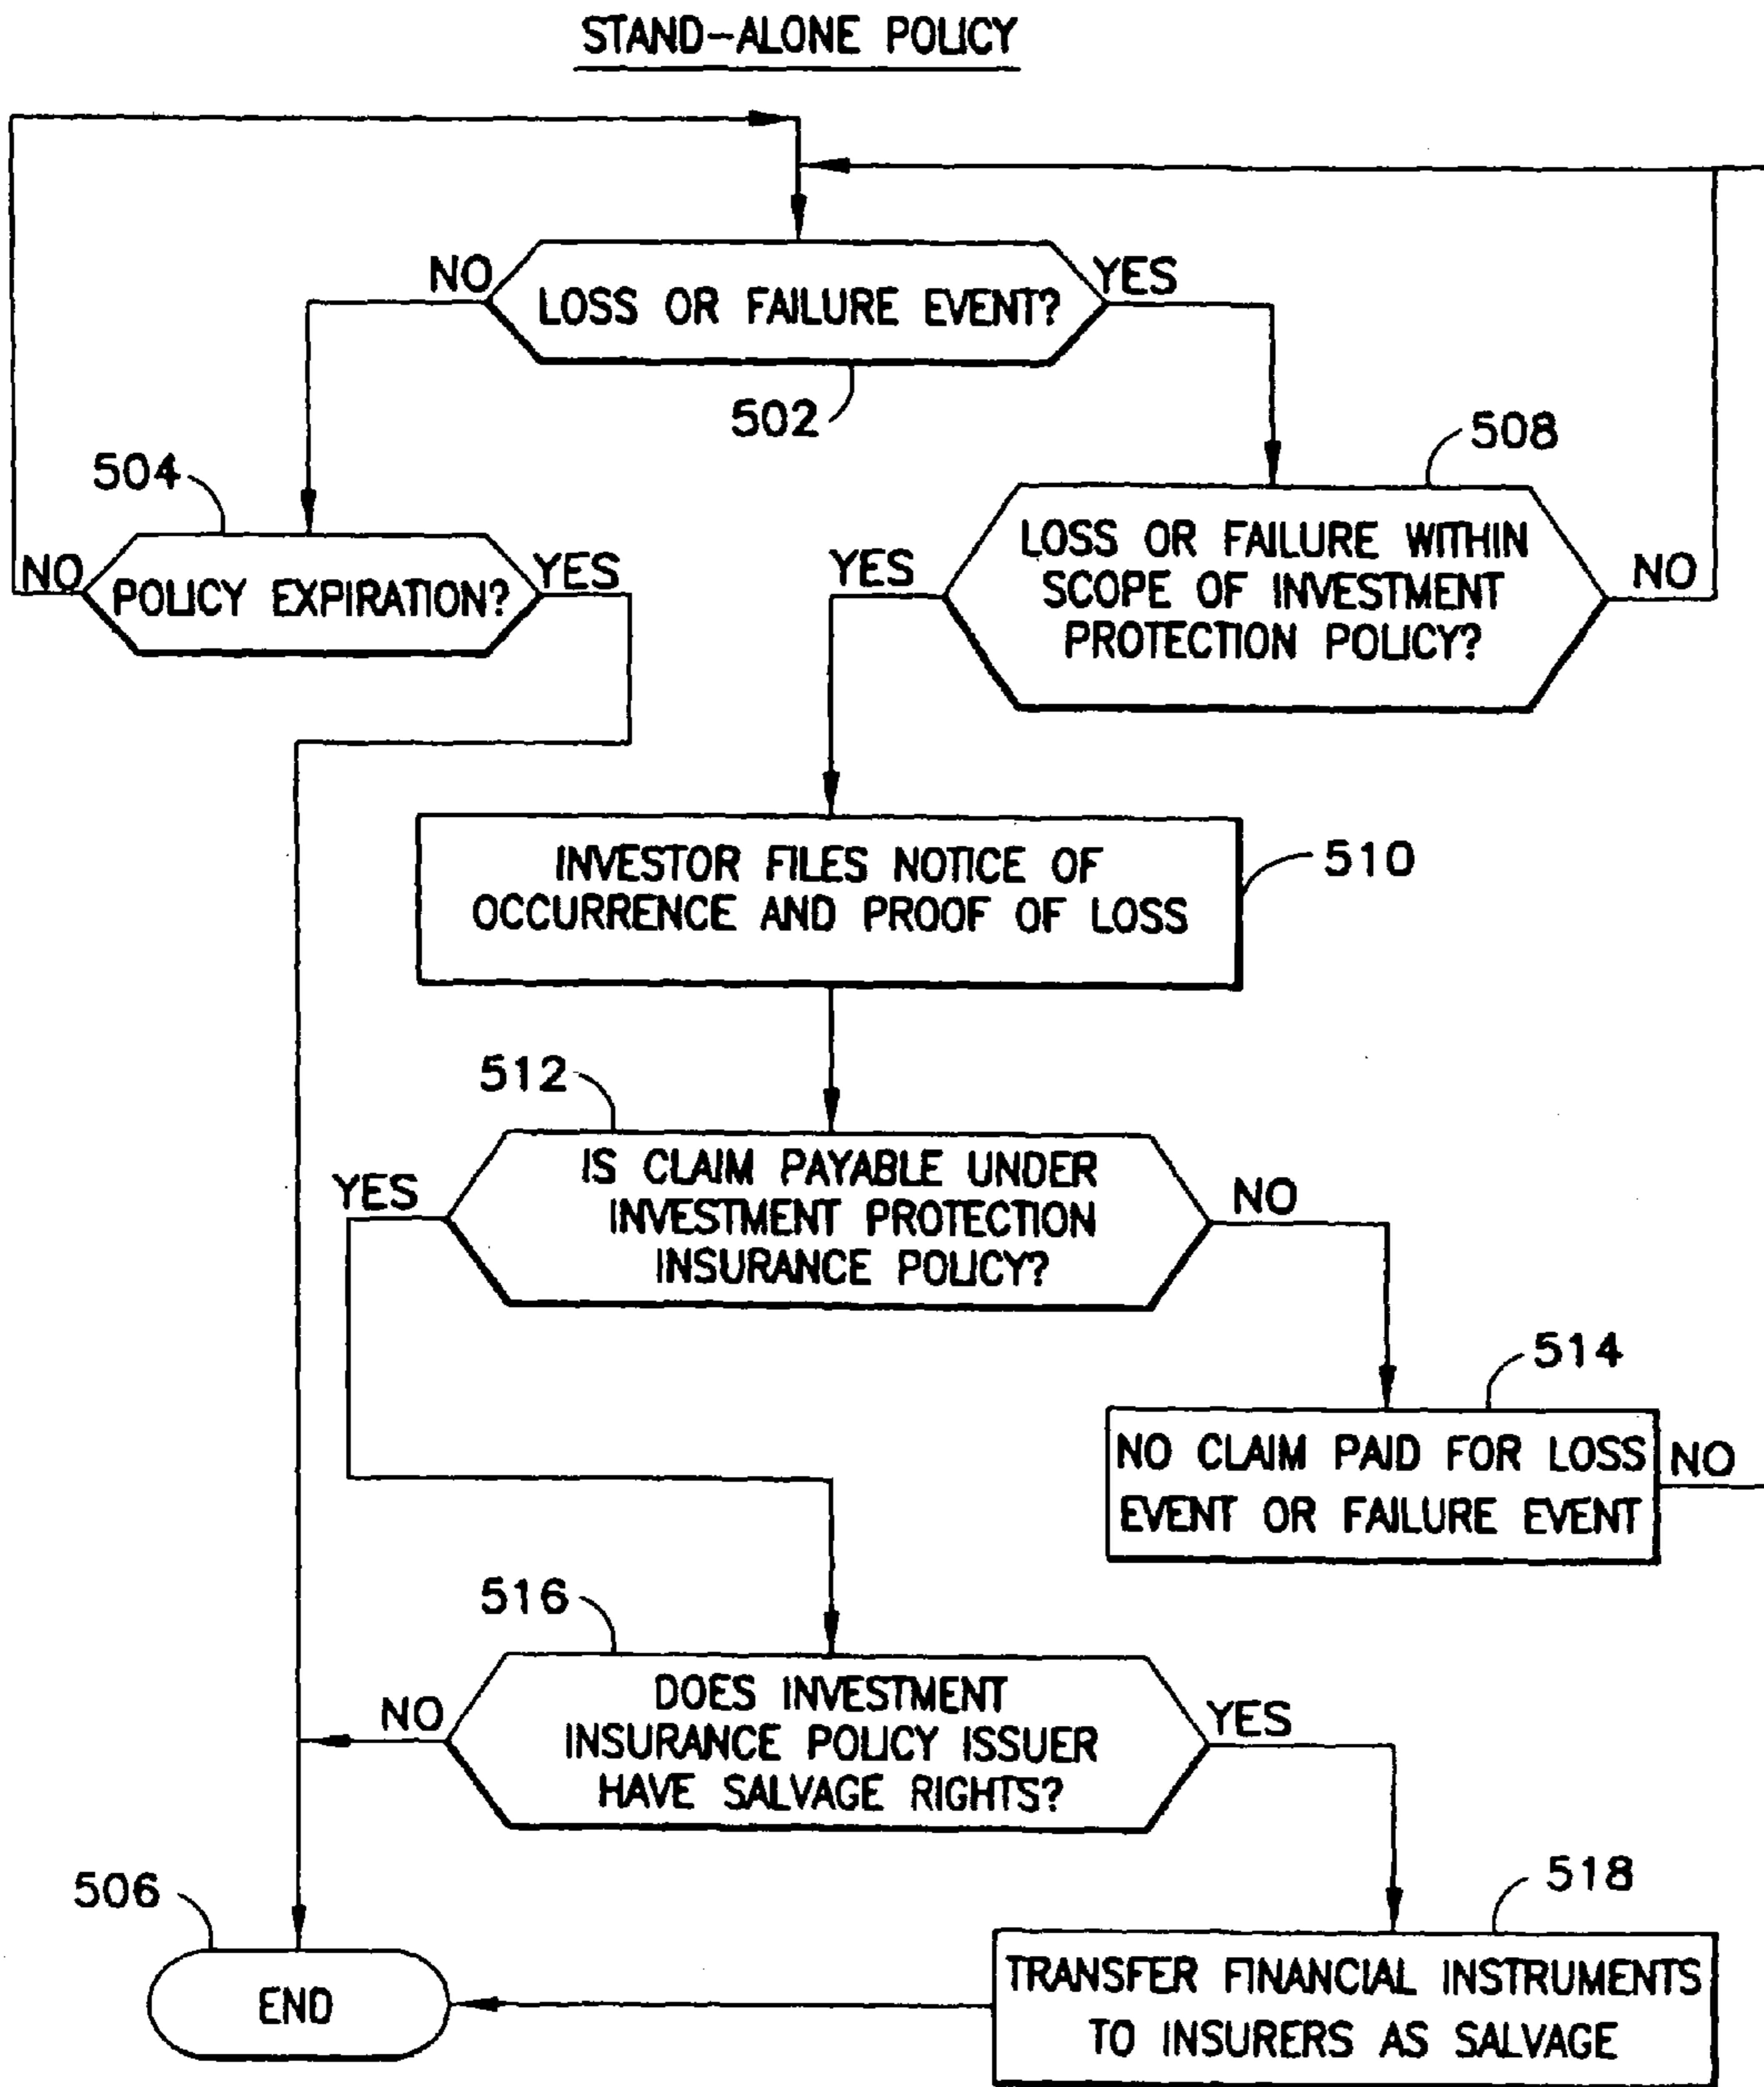 STAND-ALONE POLICY
NO
YES
LOSS OR FAILURE EVENT?
502
508
504
NO
POLICY EXPIRATION?
YES
YES
LOSS OR FAILURE WITHIN
SCOPE OF INVESTMENT
PROTECTION POLICY?
NO
INVESTOR FILES NOTICE OF
OCCURRENCE AND PROOF OF LOSS
510
512
YES
IS CLAIM PAYABLE UNDER
INVESTMENT PROTECTION
INSURANCE POLICY?
NO
514
NO CLAIM PAID FOR LOSS
EVENT OR FAILURE EVENT
NO
516
NO
DOES INVESTMENT
INSURANCE POLICY ISSUER
HAVE SALVAGE RIGHTS?
YES
506
END
518
TRANSFER FINANCIAL INSTRUMENTS
TO INSURERS AS SALVAGE